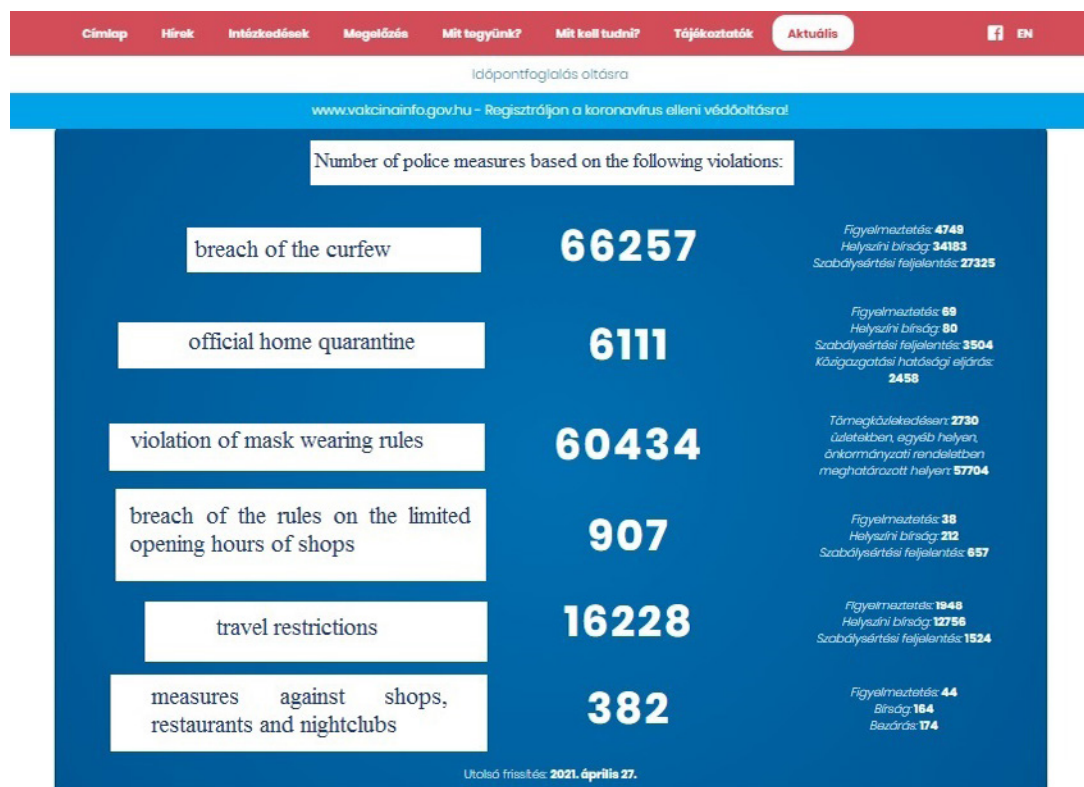 Címlap Hírek Intézkedések Megelőzés Mit tegyünk? Mit kell tudni? Tájékoztatók Aktuális f EN
Időpontfoglalás oltásra
www.vakcinainfo.gov.hu - Regisztráljon a koronavírus elleni védőoltásra!
Number of police measures based on the following violations:
breach of the curfew
66257
Figyelmeztetés: 4749
Helyszíni bírság: 34183
Szabálysértési feljelentés: 27325
official home quarantine
6111
Figyelmeztetés: 69
Helyszíni bírság: 80
Szabálysértési feljelentés: 3504
Közigazgatási hatósági eljárás:
2458
violation of mask wearing rules
60434
Tömegközlekedésen: 2730
üzletekben, egyéb helyen,
önkormányzati rendeletben
meghatározott helyen: 57704
breach of the rules on the limited
opening hours of shops
907
Figyelmeztetés: 38
Helyszíni bírság: 212
Szabálysértési feljelentés: 657
travel restrictions
16228
Figyelmeztetés: 1948
Helyszíni bírság: 12756
Szabálysértési feljelentés: 1524
measures against shops,
restaurants and nightclubs
382
Figyelmeztetés: 44
Bírság: 164
Bezárás: 174
Utolsó frissítés: 2021. április 27.